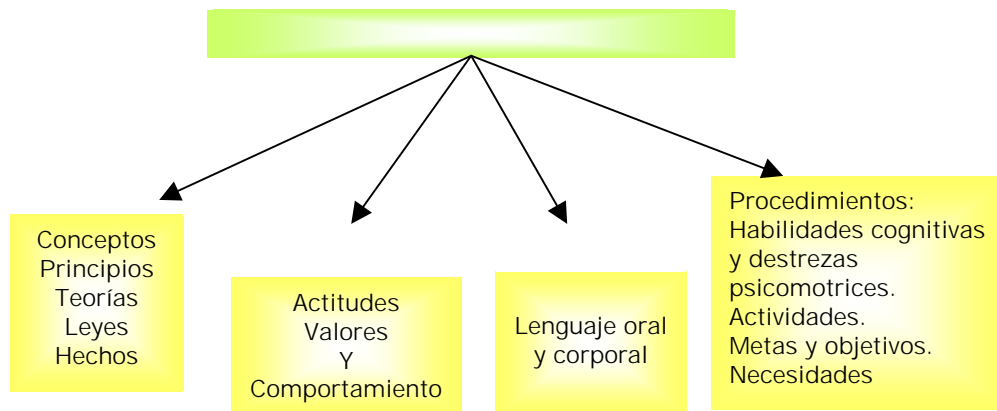 Conceptos
Principios
Teorías
Leyes
Hechos
Actitudes
Valores
Y
Comportamiento
Lenguaje oral
y corporal
Procedimientos:
Habilidades cognitivas
y destrezas
psicomotrices.
Actividades.
Metas y objetivos.
Necesidades